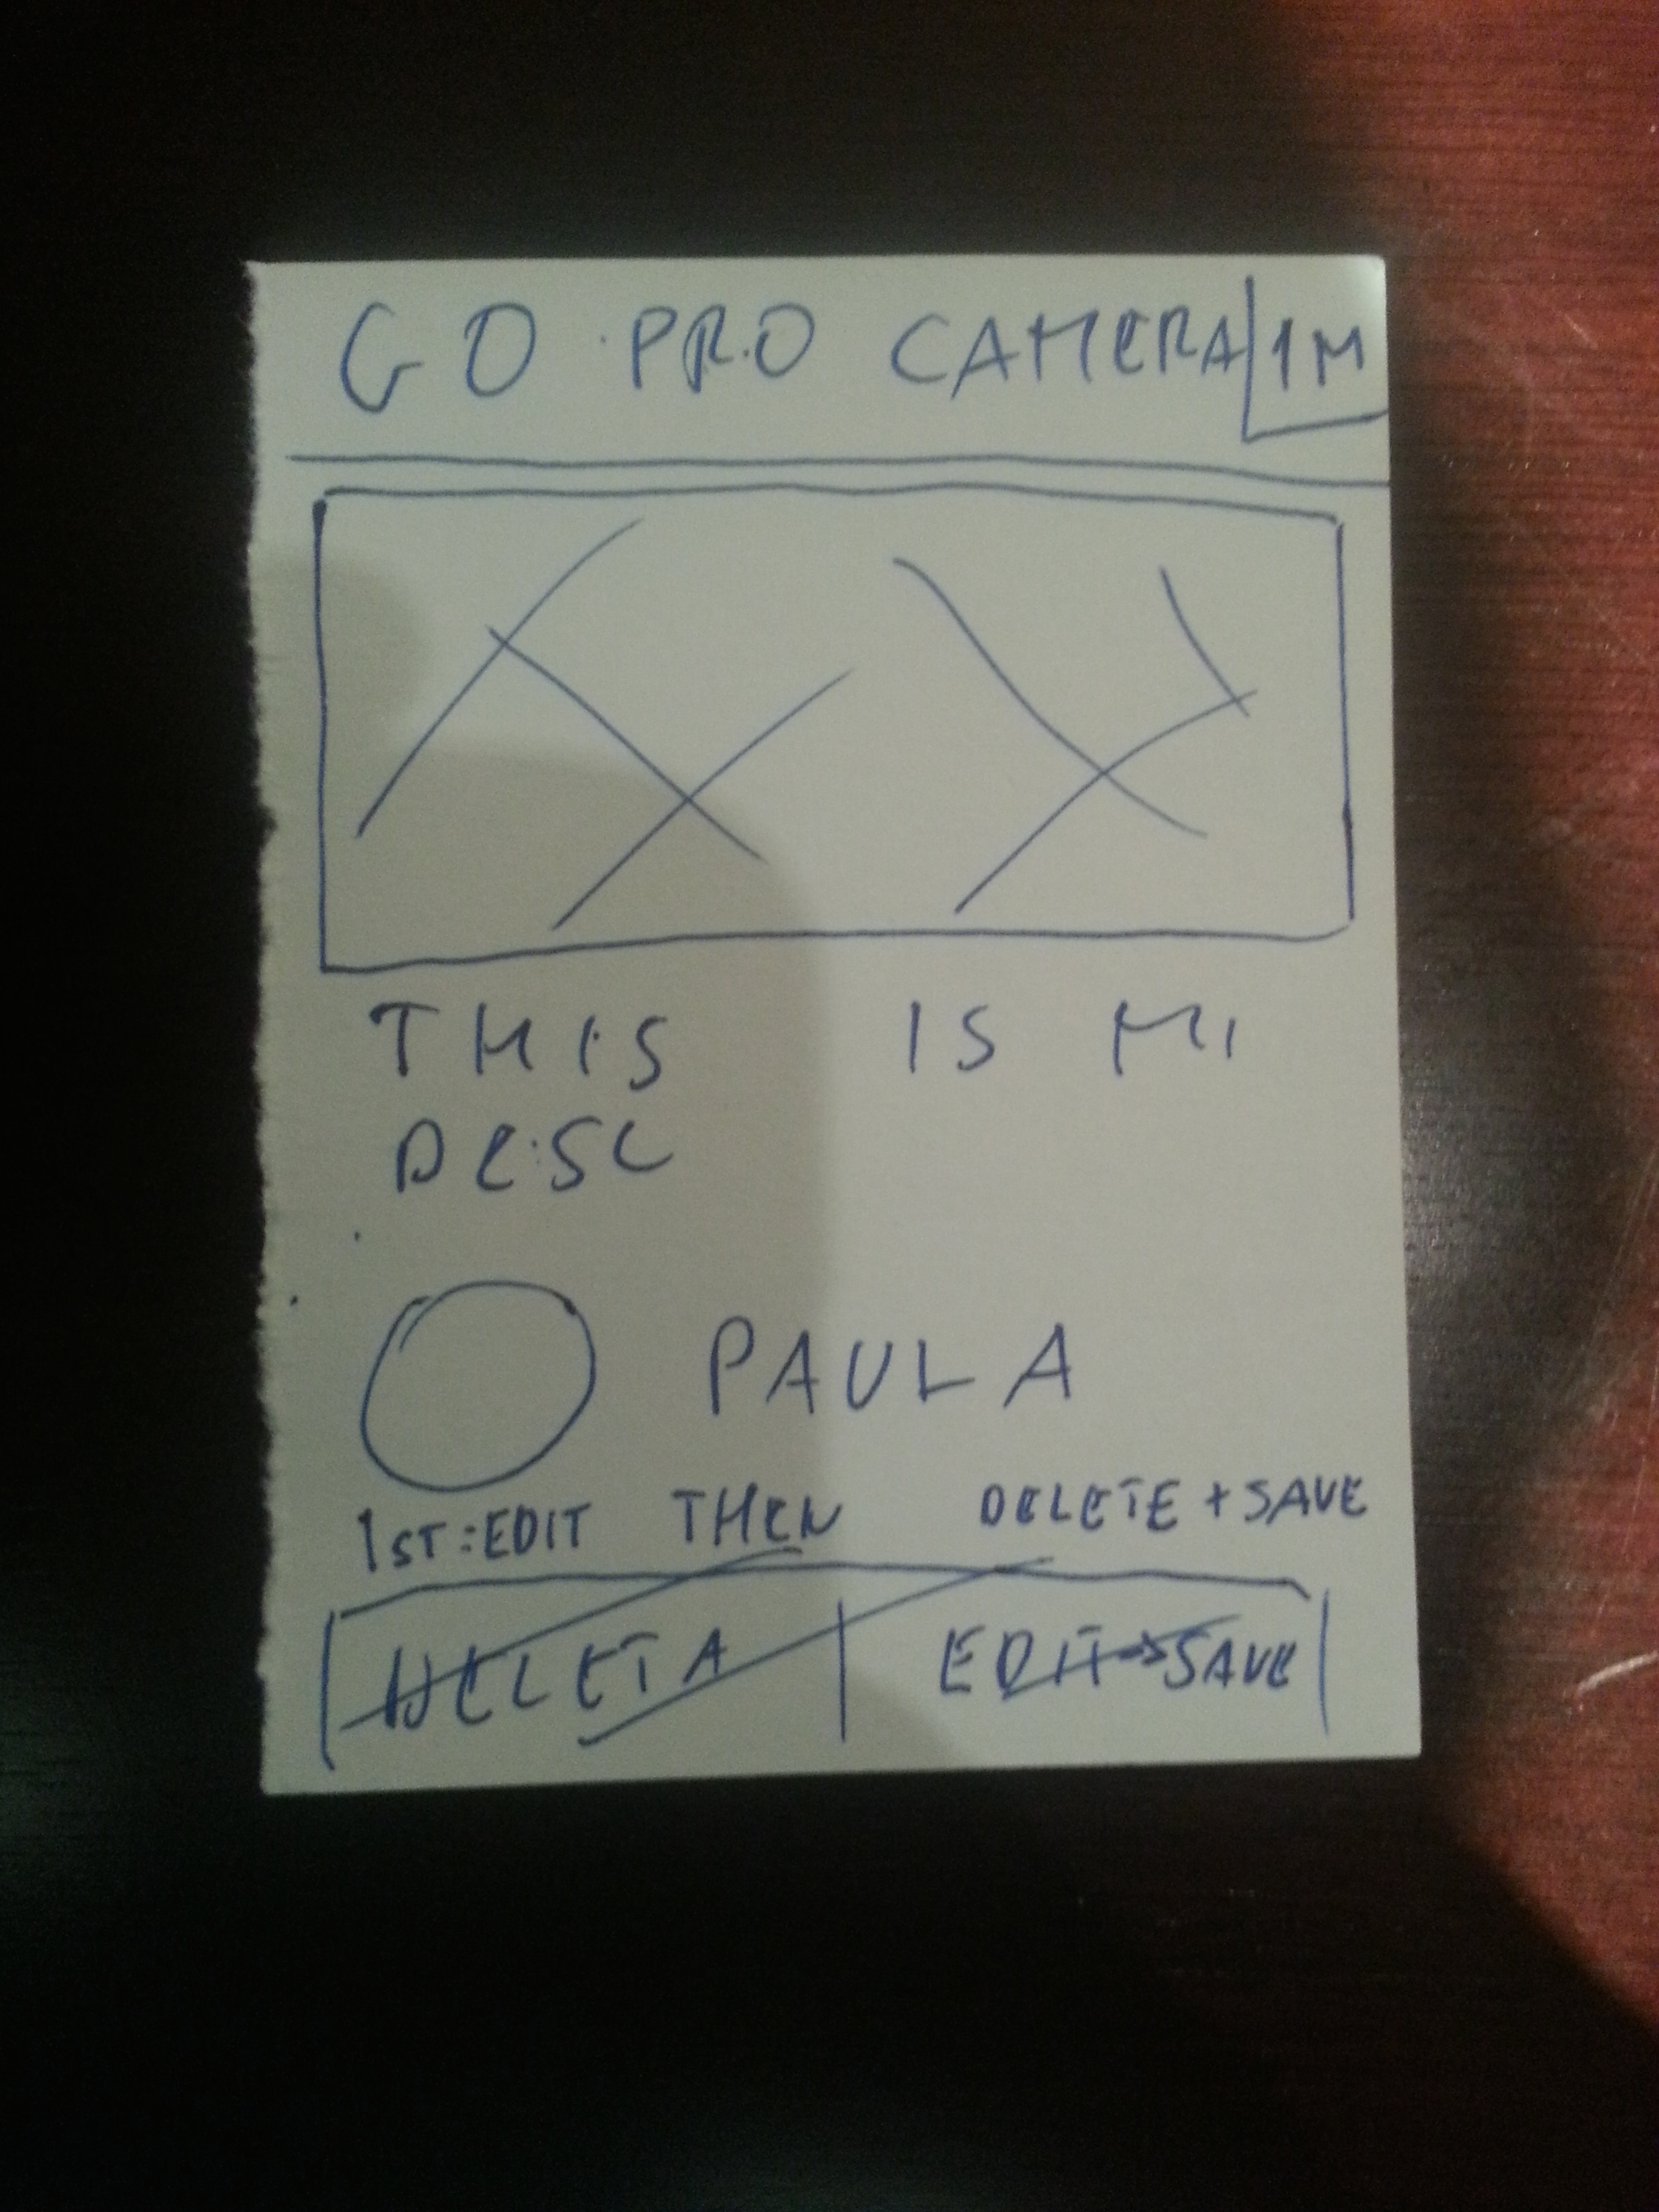 GO PRO CAMERA 1M
THIS IS MI
DESC
PAULA
1ST: EDIT THEN DELETE + SAVE
DELETA EDIT → SAVE